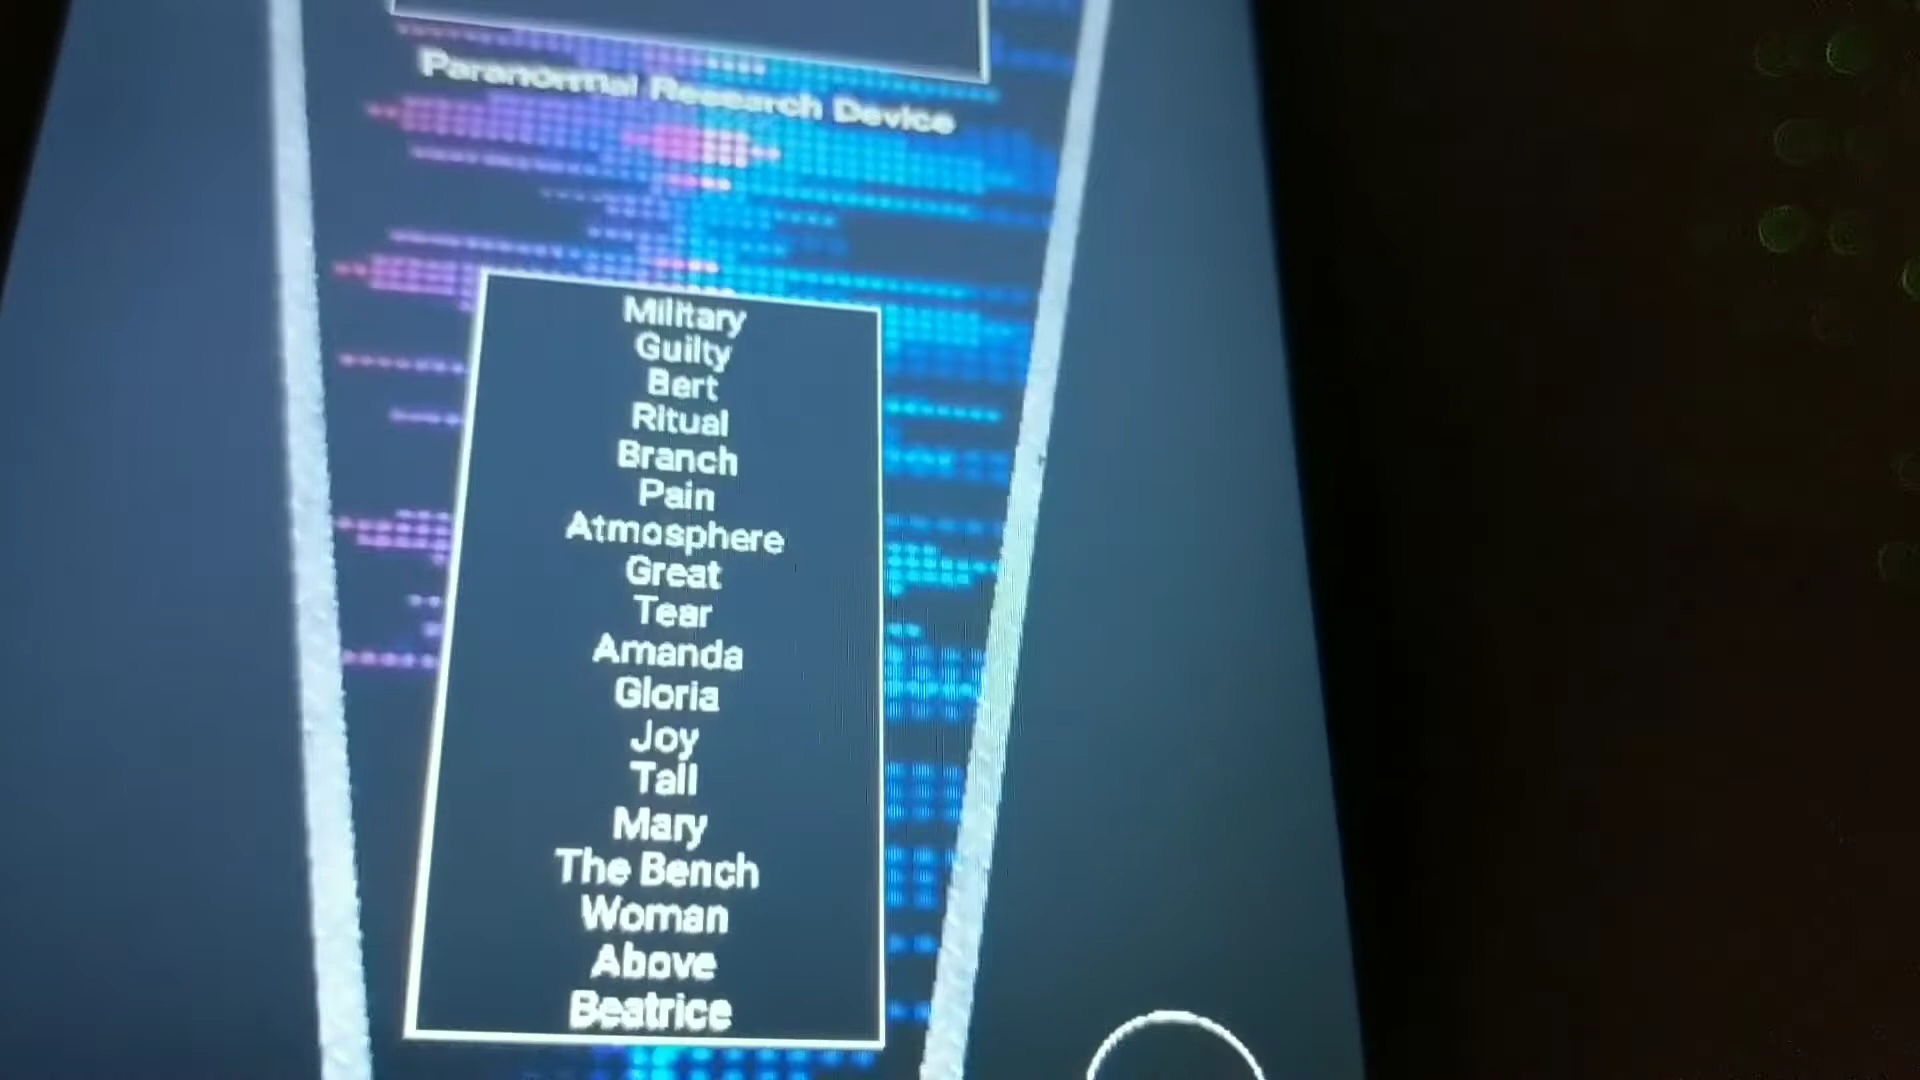 Paranormal Research Device
Military
Guilty
Bert
Ritual
Branch
Pain
Atmosphere
Great
Tear
Amanda
Gloria
Joy
Tall
Mary
The Bench
Woman
Above
Beatrice